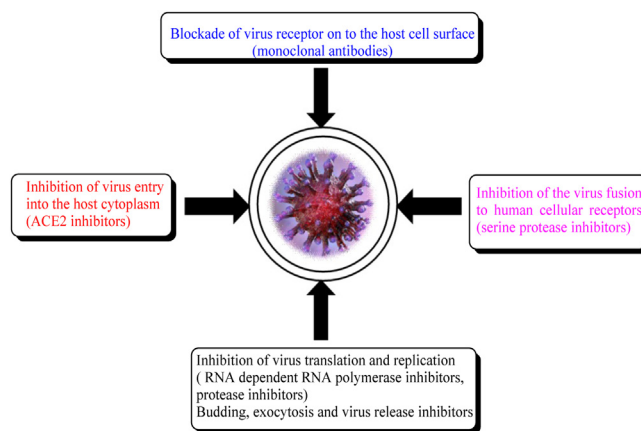 Blockade of virus receptor on to the host cell surface
(monoclonal antibodies)
Inhibition of virus entry
into the host cytoplasm
(ACE2 inhibitors)
Inhibition of the virus fusion
to human cellular receptors
(serine protease inhibitors)
Inhibition of virus translation and replication
( RNA dependent RNA polymerase inhibitors,
protease inhibitors)
Budding, exocytosis and virus release inhibitors